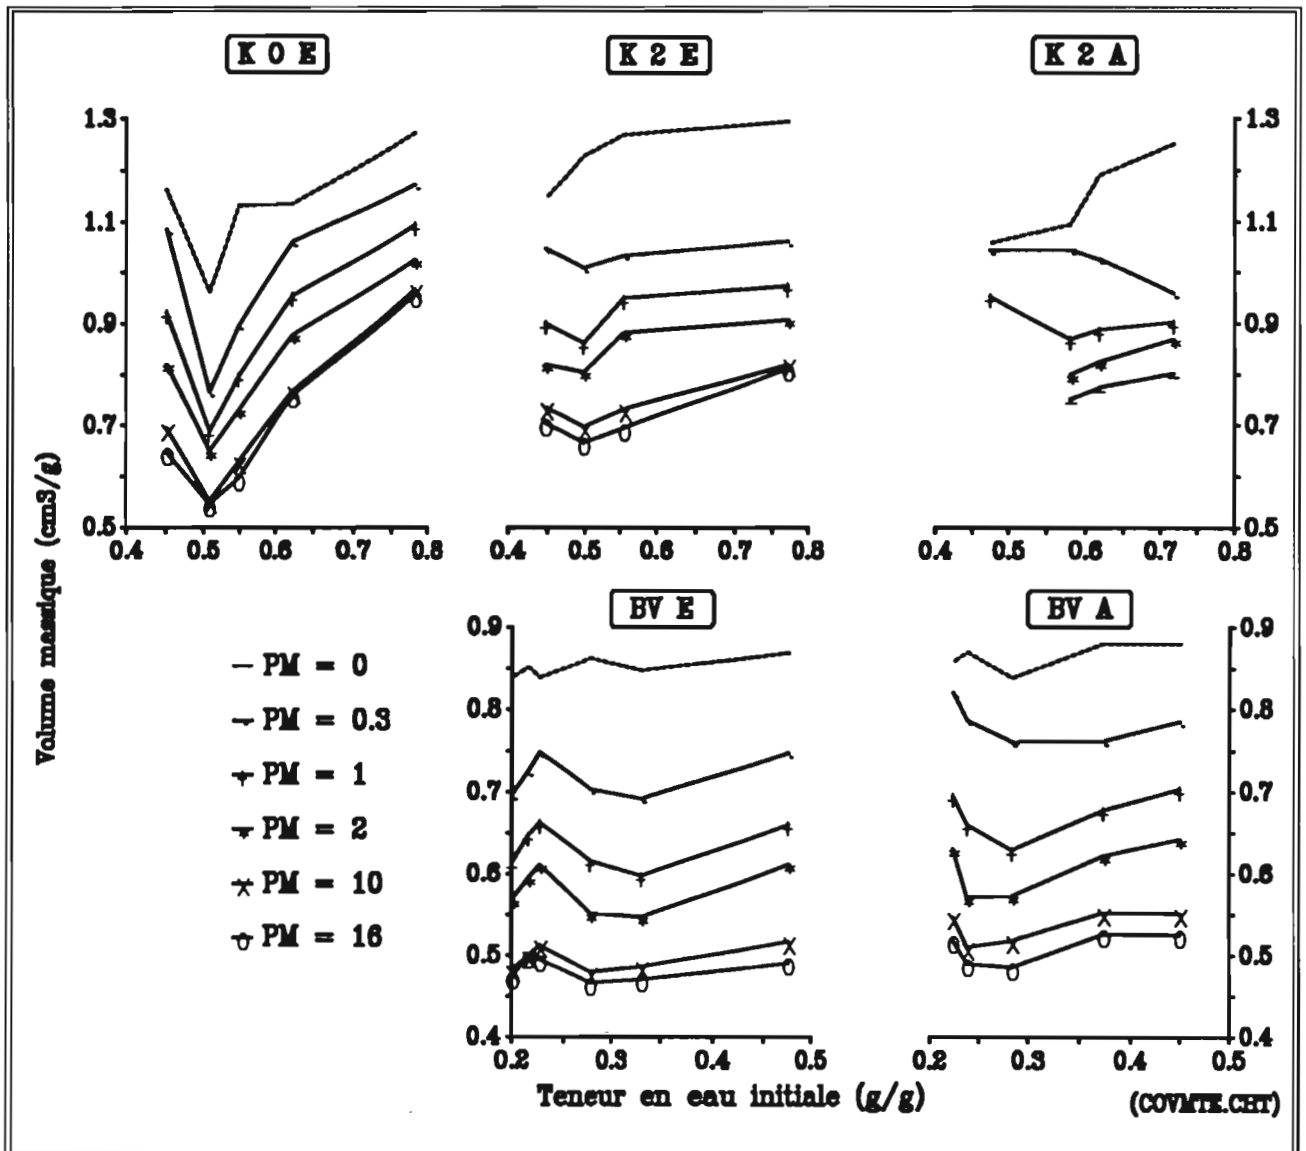 K 0 E
K 2 E
K 2 A
1.3
1.1
0.9
0.7
0.5
0.4 0.5 0.6 0.7 0.8
0.4 0.5 0.6 0.7 0.8
1.3
1.1
0.9
0.7
0.5
0.4 0.5 0.6 0.7 0.8
Volume massique (cm3/g)
PM = 0
PM = 0.3
PM = 1
PM = 2
PM = 10
PM = 16
BV E
0.9
0.8
0.7
0.6
0.5
0.4
0.2 0.3 0.4 0.5
BV A
0.9
0.8
0.7
0.6
0.5
0.4
0.2 0.3 0.4 0.5
Teneur en eau initiale (g/g)
(COVMTE.CHT)